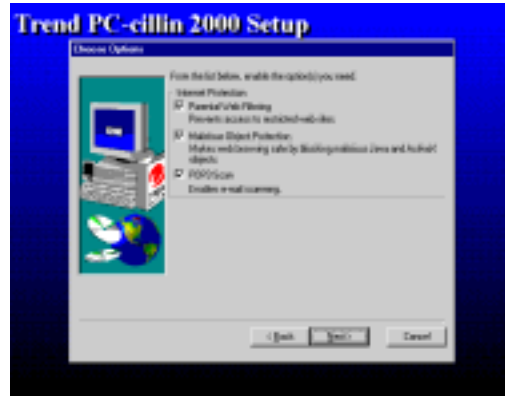 Trend PC-cillin 2000 Setup
Choose Options
From the list below, enable the option(s) you need.
Internet Protection
Parental Web Filtering
Prevents access to restricted web sites.
Malicious Object Protection
Makes web browsing safe by blocking malicious Java and ActiveX
objects.
POP3 Scan
Enables e-mail scanning.
< Back
Next >
Cancel